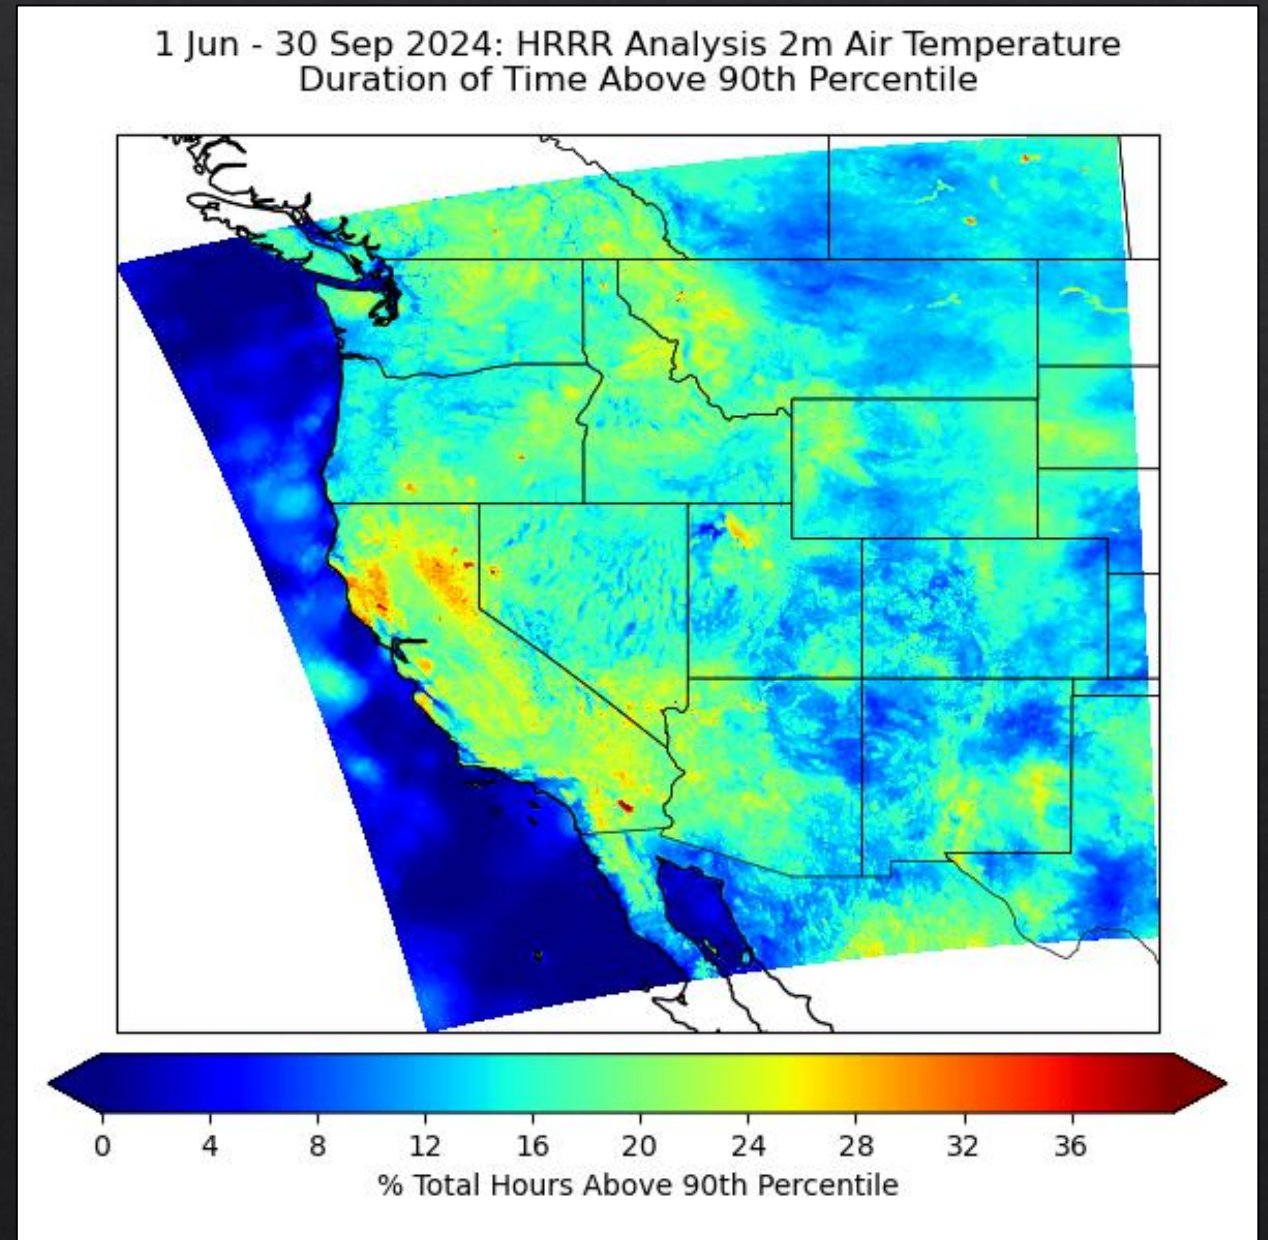 1 Jun - 30 Sep 2024: HRRR Analysis 2m Air Temperature
Duration of Time Above 90th Percentile
0 4 8 12 16 20 24 28 32 36
% Total Hours Above 90th Percentile